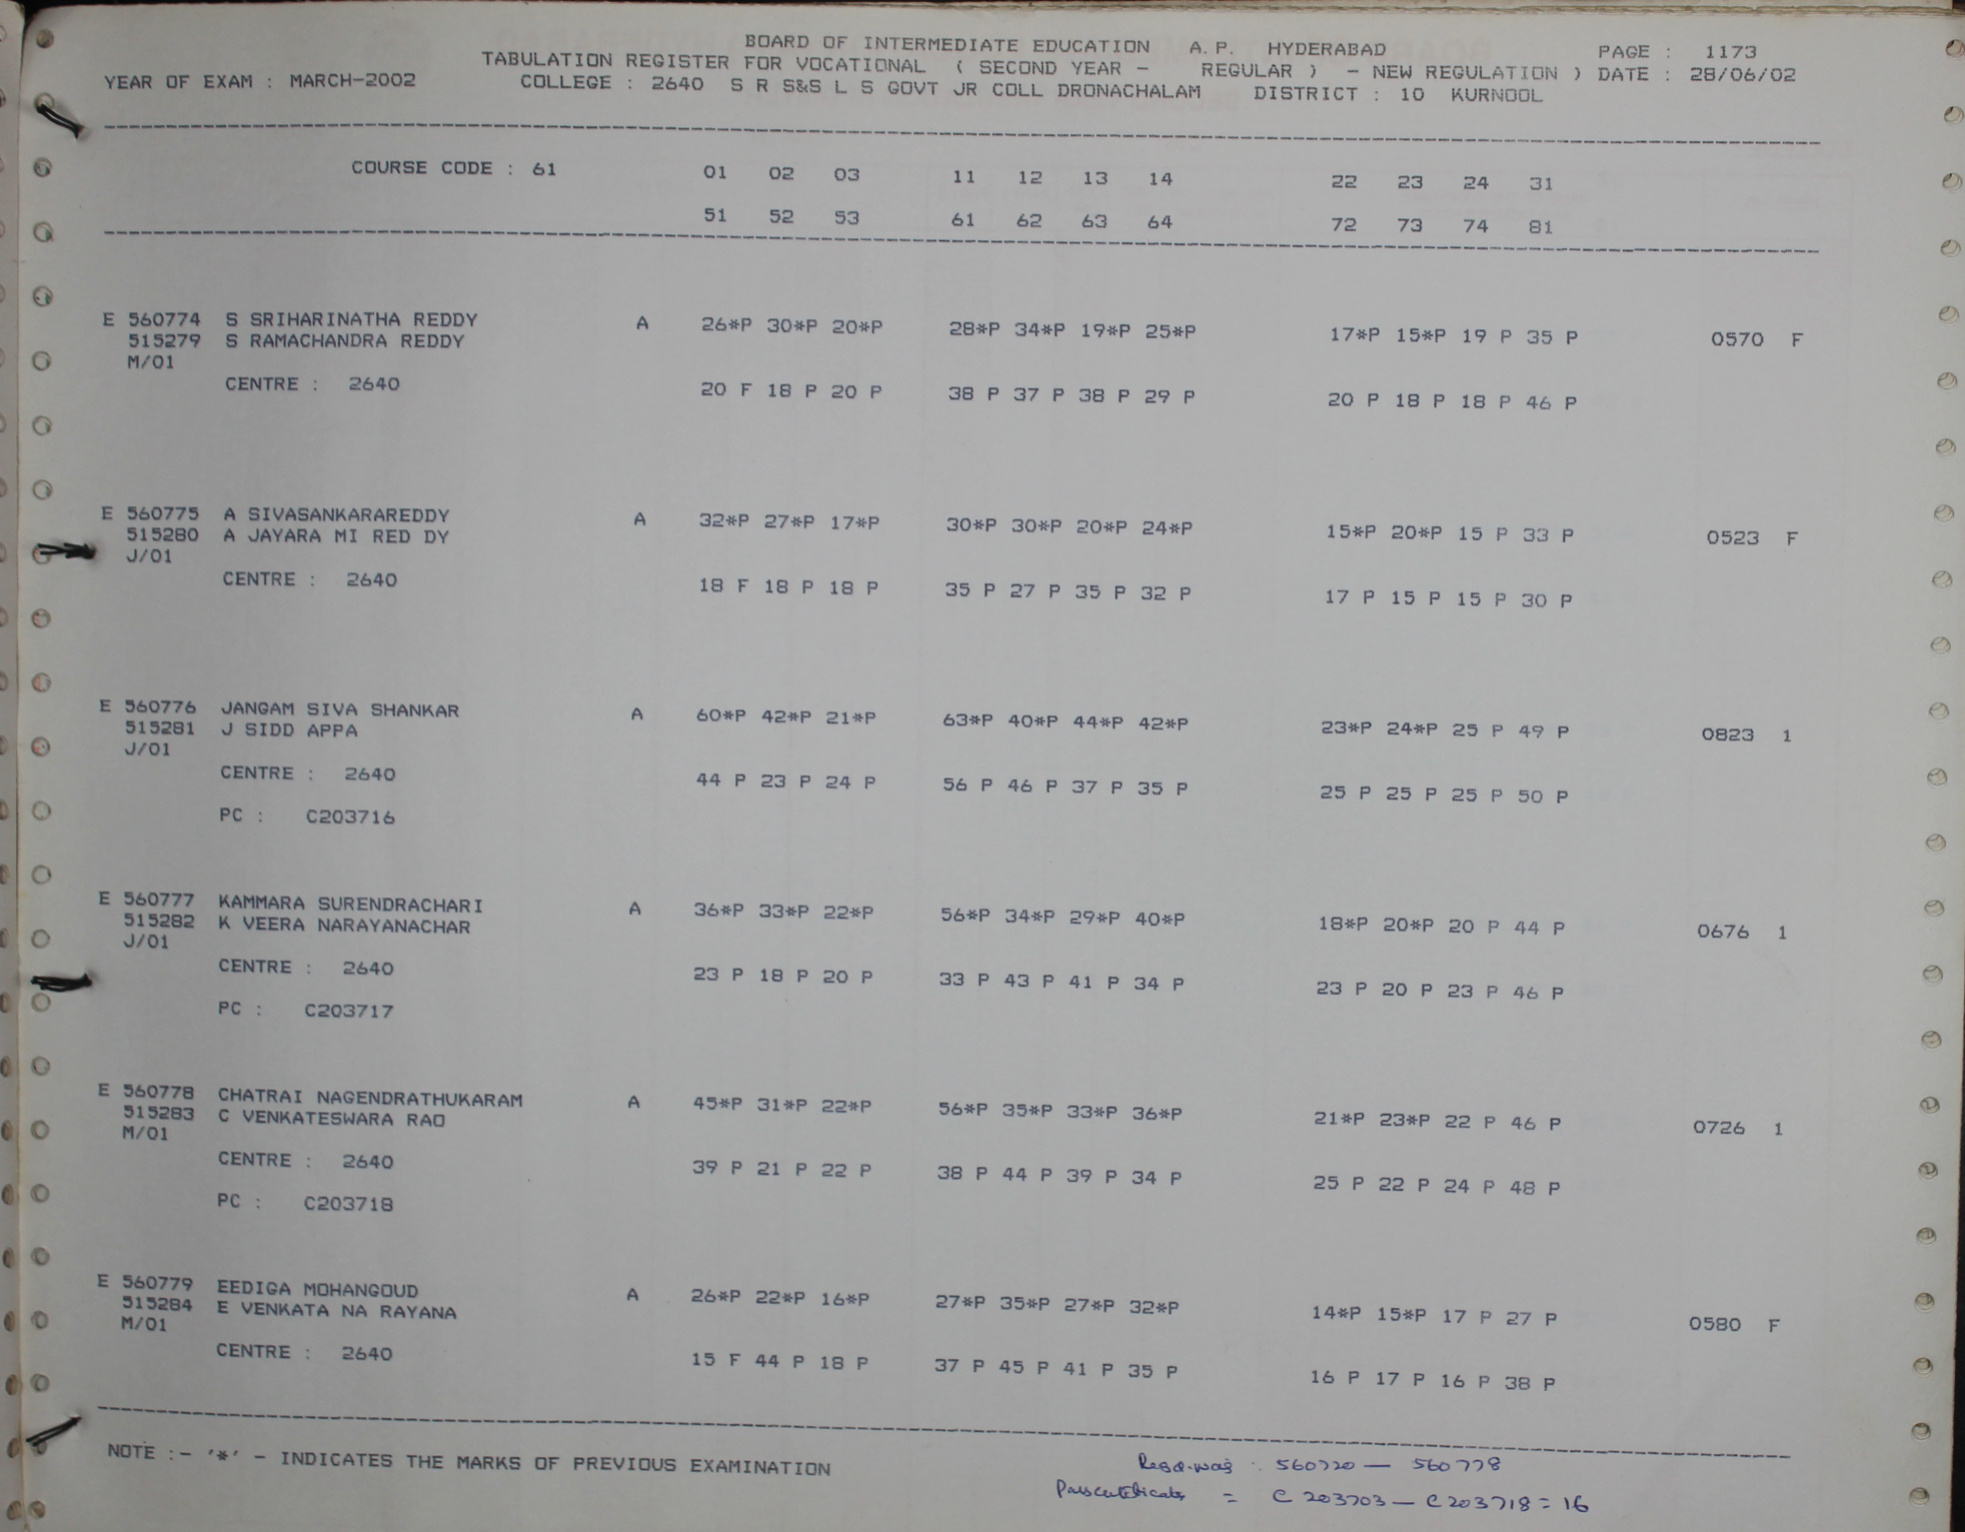 BOARD OF INTERMEDIATE EDUCATION A.P. HYDERABAD PAGE : 1173
TABULATION REGISTER FOR VOCATIONAL ( SECOND YEAR - REGULAR ) - NEW REGULATION ) DATE : 28/06/02
YEAR OF EXAM : MARCH-2002 COLLEGE : 2640 S R S&S L S GOVT JR COLL DRONACHALAM DISTRICT : 10 KURNOOL
COURSE CODE : 61 01 02 03 11 12 13 14 22 23 24 31
51 52 53 61 62 63 64 72 73 74 81
E 560774 S SRIHARINATHA REDDY A 26*P 30*P 20*P 28*P 34*P 19*P 25*P 17*P 15*P 19 P 35 P 0570 F
515279 S RAMACHANDRA REDDY
M/01
CENTRE : 2640 20 F 18 P 20 P 38 P 37 P 38 P 29 P 20 P 18 P 18 P 46 P
E 560775 A SIVASANKARAREDDY A 32*P 27*P 17*P 30*P 30*P 20*P 24*P 15*P 20*P 15 P 33 P 0523 F
515280 A JAYARA MI RED DY
J/01
CENTRE : 2640 18 F 18 P 18 P 35 P 27 P 35 P 32 P 17 P 15 P 15 P 30 P
E 560776 JANGAM SIVA SHANKAR A 60*P 42*P 21*P 63*P 40*P 44*P 42*P 23*P 24*P 25 P 49 P 0823 1
515281 J SIDD APPA
J/01
CENTRE : 2640 44 P 23 P 24 P 56 P 46 P 37 P 35 P 25 P 25 P 25 P 50 P
PC : C203716
E 560777 KAMMARA SURENDRACHARI A 36*P 33*P 22*P 56*P 34*P 29*P 40*P 18*P 20*P 20 P 44 P 0676 1
515282 K VEERA NARAYANACHAR
J/01
CENTRE : 2640 23 P 18 P 20 P 33 P 43 P 41 P 34 P 23 P 20 P 23 P 46 P
PC : C203717
E 560778 CHATRAI NAGENDRATHUKARAM A 45*P 31*P 22*P 56*P 35*P 33*P 36*P 21*P 23*P 22 P 46 P 0726 1
515283 C VENKATESWARA RAO
M/01
CENTRE : 2640 39 P 21 P 22 P 38 P 44 P 39 P 34 P 25 P 22 P 24 P 48 P
PC : C203718
E 560779 EEDIGA MOHANGOUD A 26*P 22*P 16*P 27*P 35*P 27*P 32*P 14*P 15*P 17 P 27 P 0580 F
515284 E VENKATA NA RAYANA
M/01
CENTRE : 2640 15 F 44 P 18 P 37 P 45 P 41 P 35 P 16 P 17 P 16 P 38 P
NOTE :- '*' - INDICATES THE MARKS OF PREVIOUS EXAMINATION
: 560720 — 560778
= C 203703 — C203718 = 16